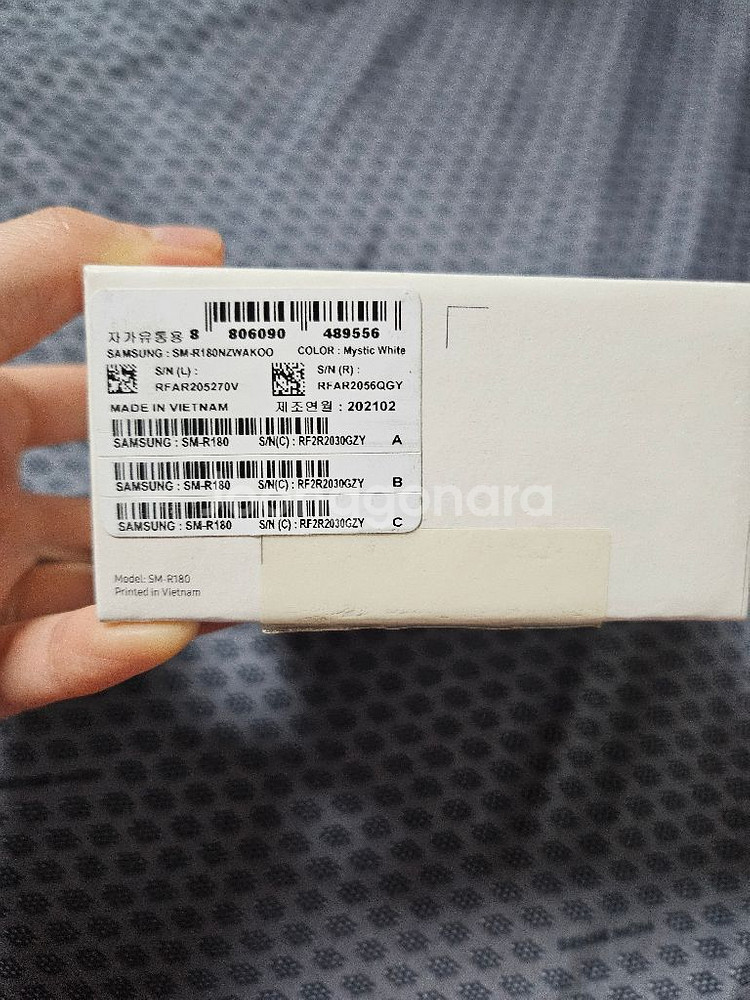 자가유통용 8 806090 489556
SAMSUNG : SM-R180NZWAKOO COLOR : Mystic White
S/N (L) : S/N (R) :
RFAR205270V RFAR2056QGY
MADE IN VIETNAM 제조연월 : 202102
SAMSUNG : SM-R180 S/N(C) : RF2R2030GZY A
SAMSUNG : SM-R180 S/N(C) : RF2R2030GZY B
SAMSUNG : SM-R180 S/N (C) : RF2R2030GZY C
joonggonara
Model: SM-R180
Printed in Vietnam